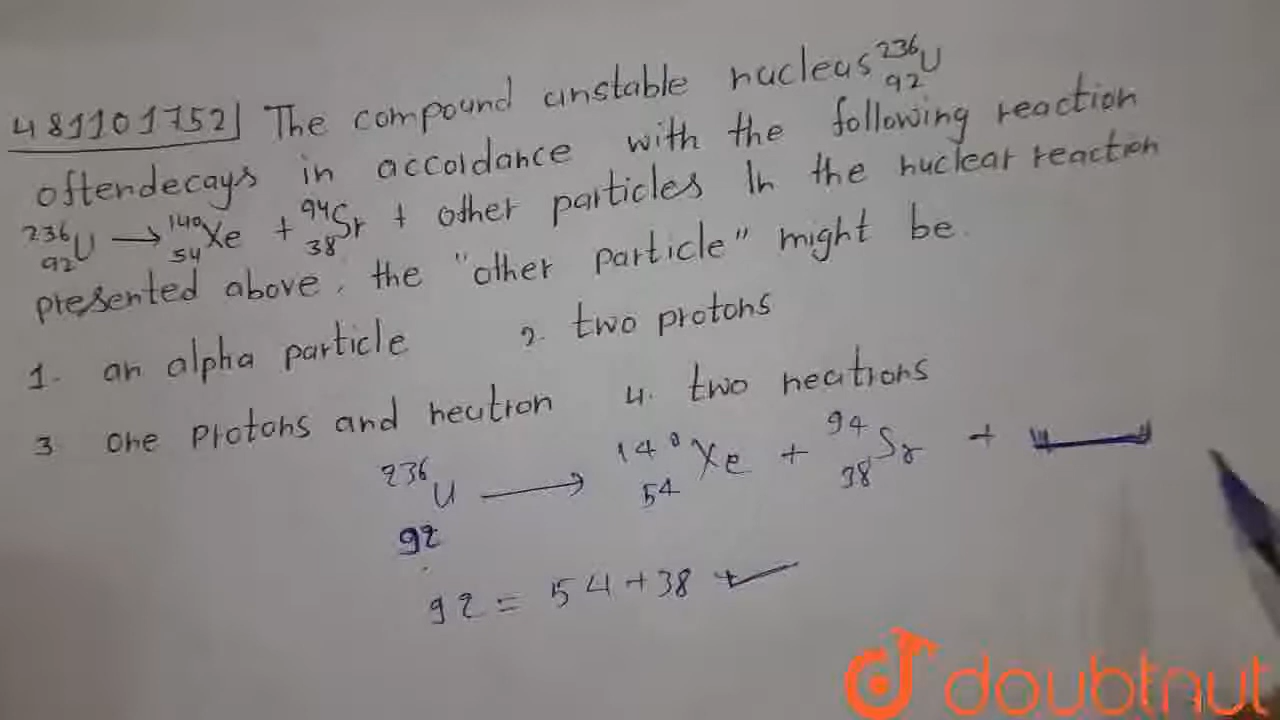 481101752] The compound unstable nucleus ²³⁶₉₂U
oftendecays in accordance with the following reaction
²³⁶₉₂U → ¹⁴⁰₅₄Xe + ⁹⁴₃₈Sr + other particles In the nuclear reaction
presented above, the "other particle" might be.
1. an alpha particle 2. two protons
3 one Protons and neutron 4. two neutrons
²³⁶₉₂U → ¹⁴⁰₅₄Xe + ⁹⁴₃₈Sr +
92 = 54 + 38 +
doubtnut